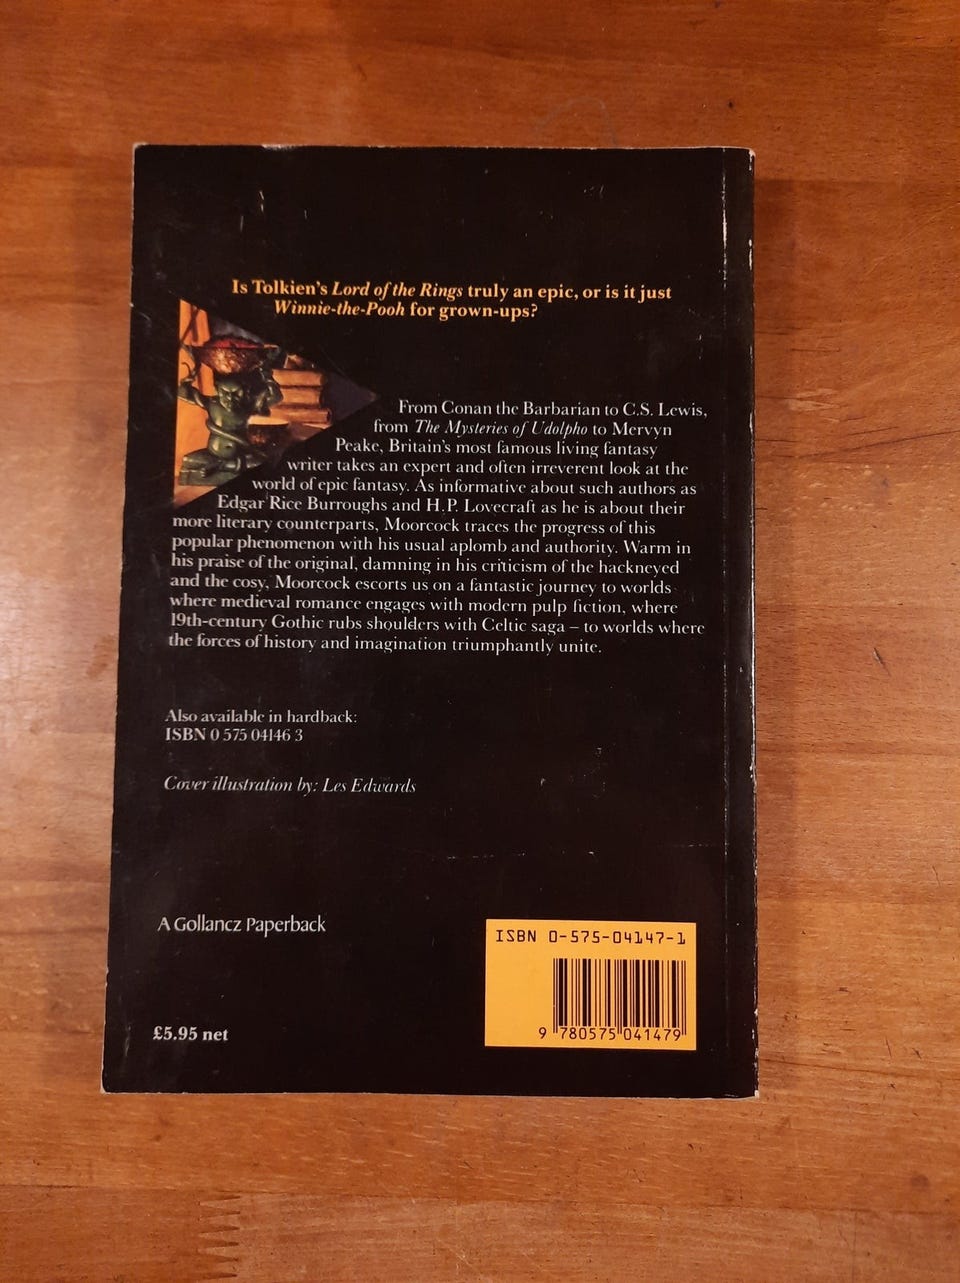 Is Tolkien's Lord of the Rings truly an epic, or is it just
Winnie-the-Pooh for grown-ups?
From Conan the Barbarian to C.S. Lewis,
from The Mysteries of Udolpho to Mervyn
Peake, Britain's most famous living fantasy
writer takes an expert and often irreverent look at the
world of epic fantasy. As informative about such authors as
Edgar Rice Burroughs and H.P. Lovecraft as he is about their
more literary counterparts, Moorcock traces the progress of this
popular phenomenon with his usual aplomb and authority. Warm in
his praise of the original, damning in his criticism of the hackneyed
and the cosy, Moorcock escorts us on a fantastic journey to worlds
where medieval romance engages with modern pulp fiction, where
19th-century Gothic rubs shoulders with Celtic saga – to worlds where
the forces of history and imagination triumphantly unite.
Also available in hardback:
ISBN 0 575 04146 3
Cover illustration by: Les Edwards
A Gollancz Paperback
£5.95 net
ISBN 0-575-04147-1
9 780575 041479